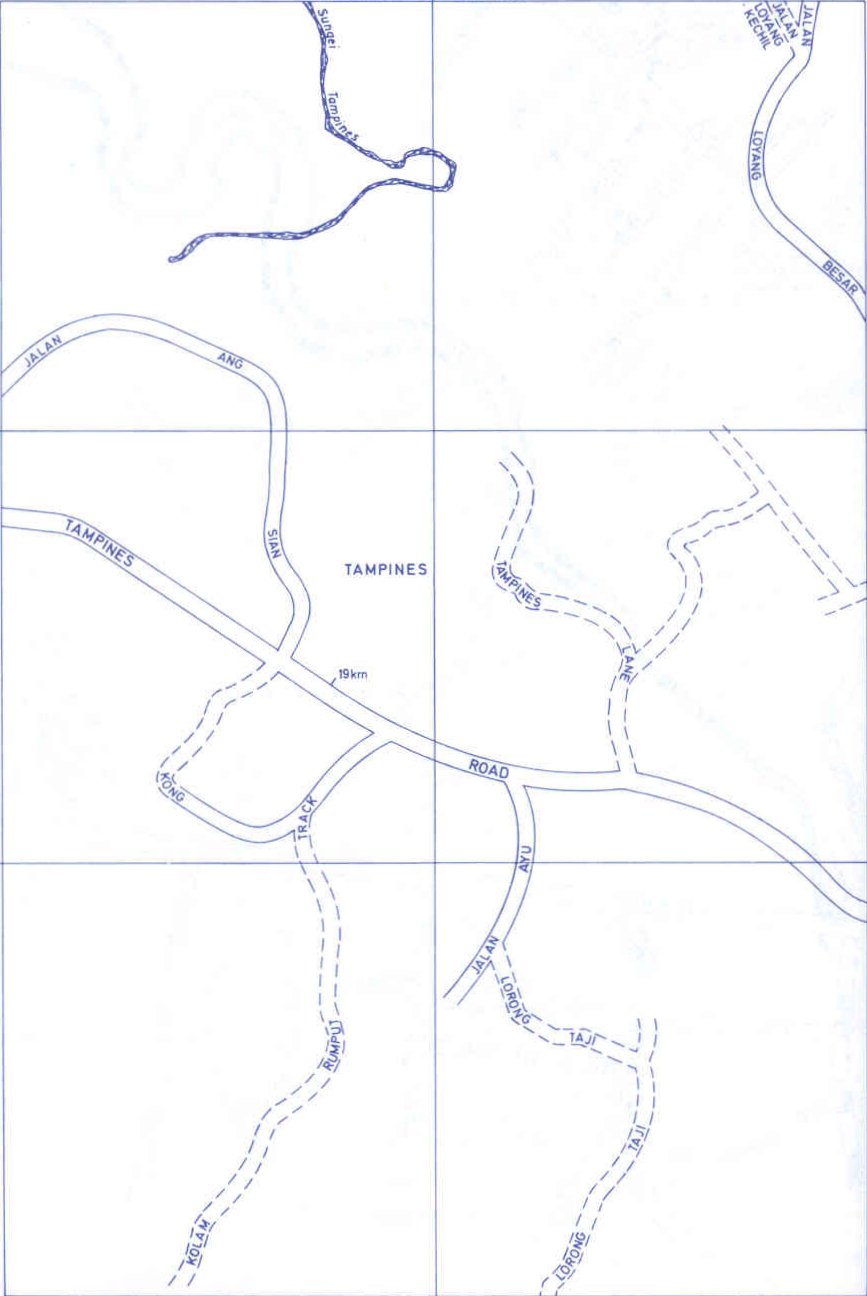 Sungei
Tampines
JALAN
LOYANG
KECHIL
JALAN
LOYANG
BESAR
JALAN
ANG
SIAN
KONG
TAMPINES
ROAD
TAMPINES
TAMPINES
LANE
19km
TRACK
RUMPUT
KOLAM
JALAN
AYU
LORONG
TAJI
TAJI
LORONG